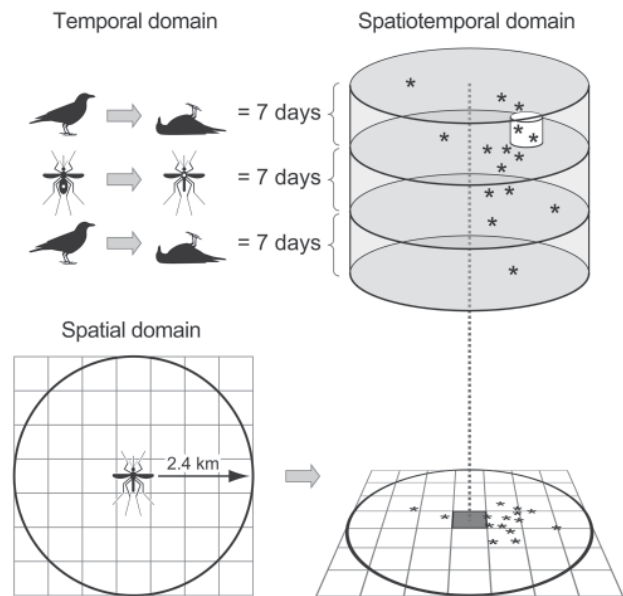 Temporal domain
Spatiotemporal domain
= 7 days
= 7 days
= 7 days
Spatial domain
2.4 km